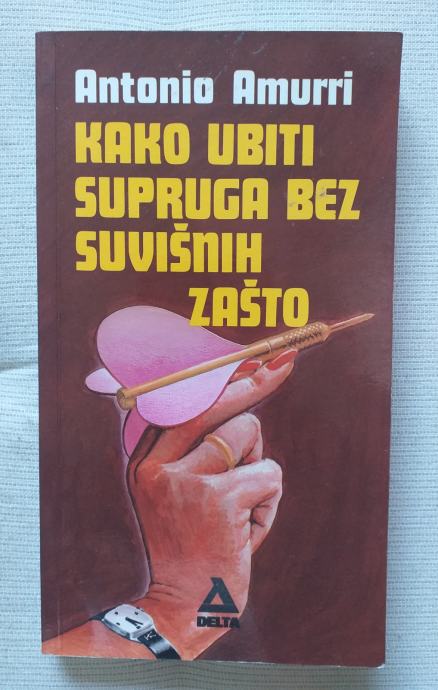 Antonio Amurri
KAKO UBITI
SUPRUGA BEZ
SUVIŠNIH
ZAŠTO
DELTA